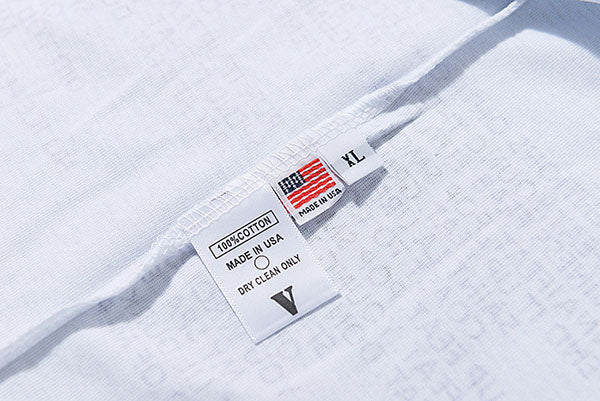 100%COTTON
MADE IN USA
DRY CLEAN ONLY
V
MADE IN USA
XL